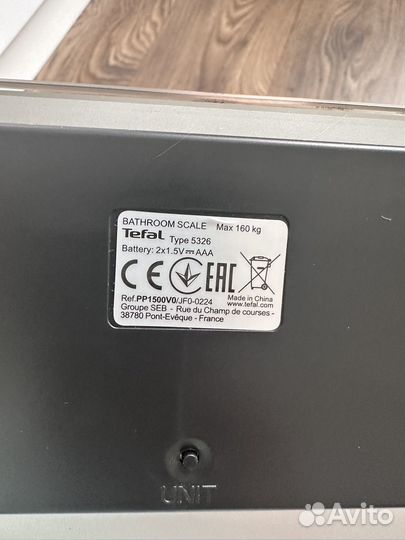 BATHROOM SCALE Max 160 kg
Tefal Type 5326
Battery: 2x1.5V⎓AAA
CE EAC
Made in China
Ref.PP1500V0/JF0-0224 www.tefal.com
Groupe SEB - Rue du Champ de courses -
38780 Pont-Evêque - France
UNIT
Avito